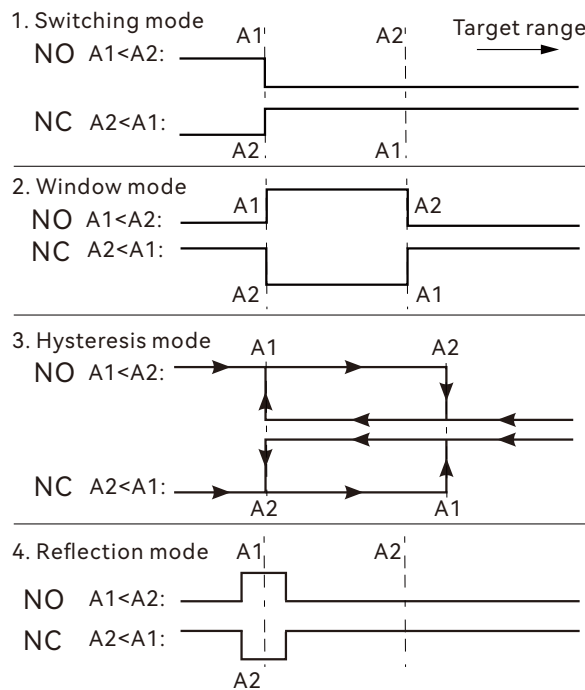 1. Switching mode
A1 A2 Target range
NO A1<A2:
NC A2<A1:
A2 A1
2. Window mode
NO A1<A2: A1 A2
NC A2<A1:
A2 A1
3. Hysteresis mode
A1 A2
NO A1<A2:
NC A2<A1:
A2 A1
4. Reflection mode
A1 A2
NO A1<A2:
NC A2<A1:
A2